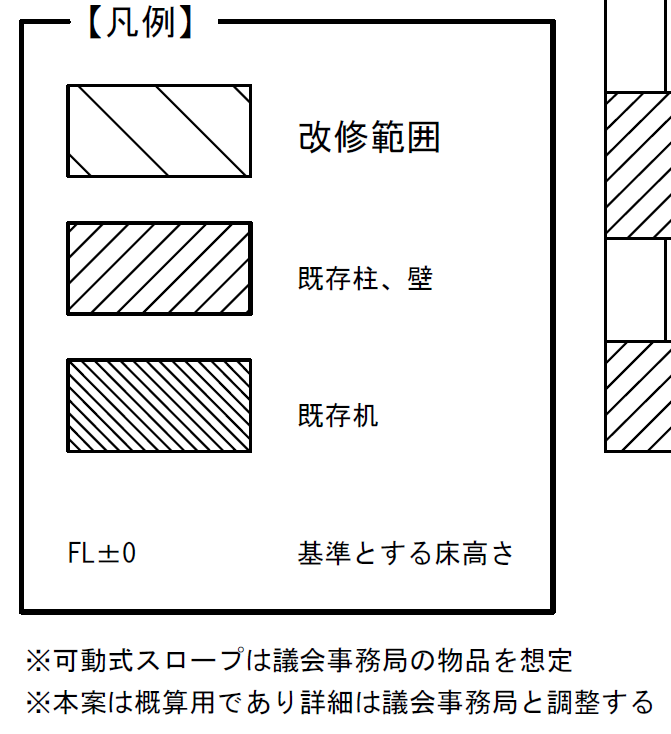 【凡例】
改修範囲
既存柱、壁
既存机
FL±0 基準とする床高さ
※可動式スロープは議会事務局の物品を想定
※本案は概算用であり詳細は議会事務局と調整する